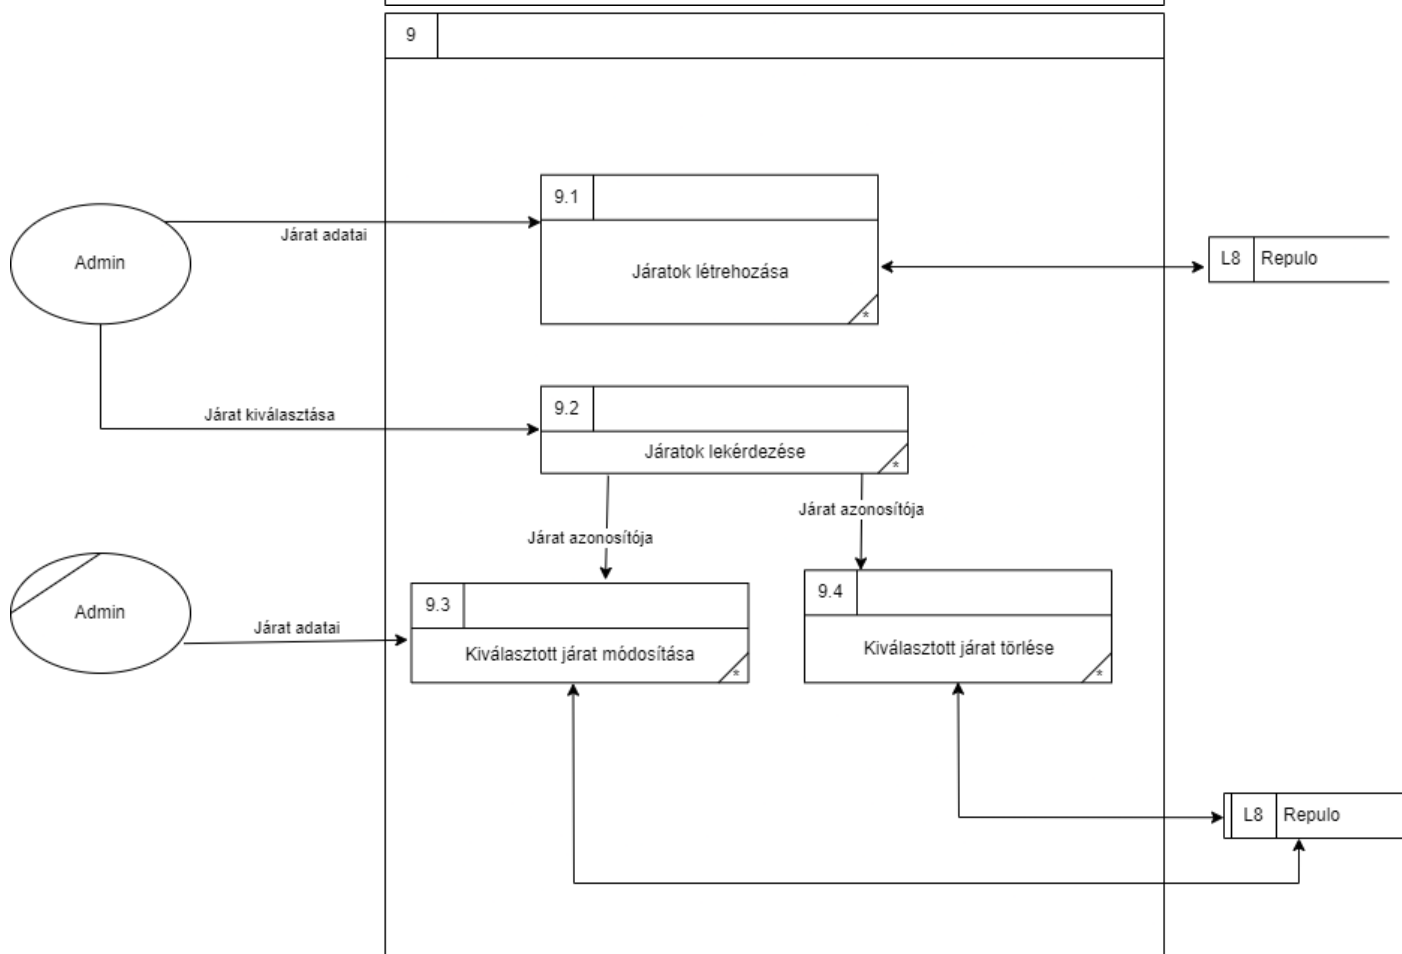 9
9.1
Járat adatai
Admin
Járatok létrehozása
*
L8 Repulo
9.2
Járat kiválasztása
Járatok lekérdezése
*
Járat azonosítója
Járat azonosítója
9.3
9.4
Admin
Járat adatai
Kiválasztott járat módosítása
*
Kiválasztott járat törlése
*
L8 Repulo